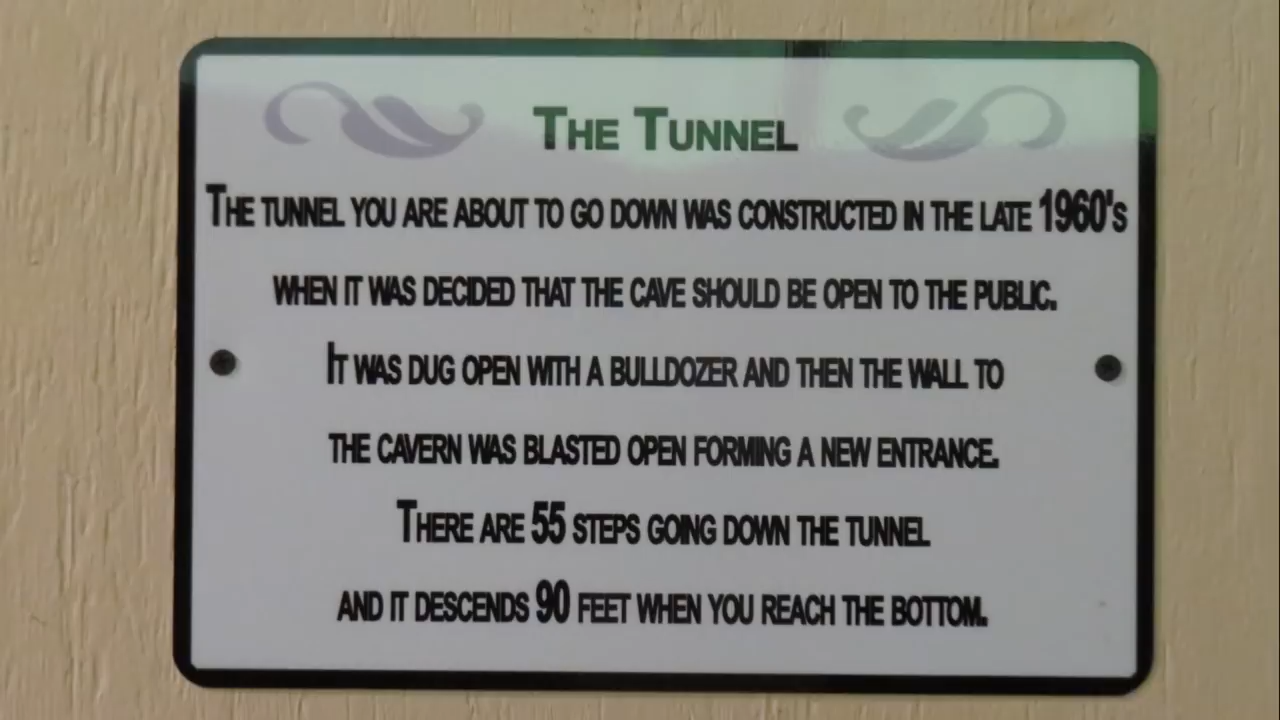 The Tunnel
The tunnel you are about to go down was constructed in the late 1960's
when it was decided that the cave should be open to the public.
It was dug open with a bulldozer and then the wall to
the cavern was blasted open forming a new entrance.
There are 55 steps going down the tunnel
and it descends 90 feet when you reach the bottom.